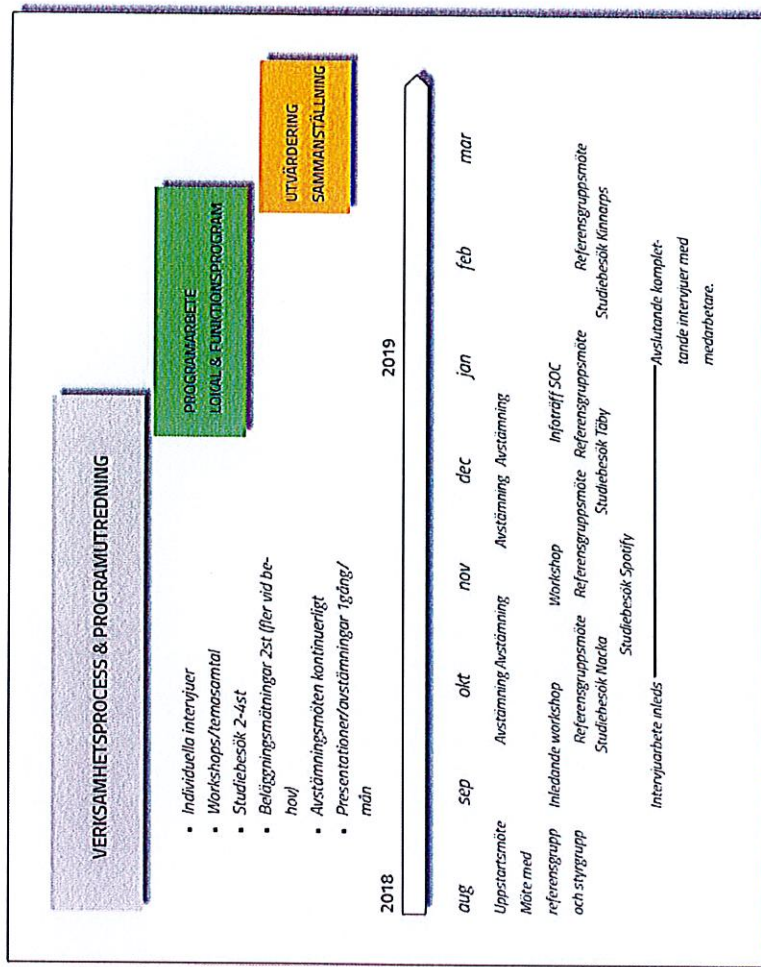 VERKSAMHETSPROCESS & PROGRAMUTREDNING
PROGRAMARBETE
LOKAL & FUNKTIONSPROGRAM
UTVÄRDERING
SAMMANSTÄLLNING
• Individuella intervjuer
• Workshops/temasamtal
• Studiebesök 2-4st
• Beläggningsmätningar 2st (fler vid be-
hov)
• Avstämningsmöten kontinuerligt
• Presentationer/avstämningar 1gång/
mån
2018
2019
aug sep okt nov dec jan feb mar
Uppstartsmöte Avstämning Avstämning Avstämning Avstämning
Möte med
referensgrupp Inledande workshop Workshop Infoträff SOC
och styrgrupp Referensgruppsmöte Referensgruppsmöte Referensgruppsmöte Referensgruppsmöte
Studiebesök Nacka Studiebesök Täby Studiebesök Kinnarps
Studiebesök Spotify
Intervjuarbete inleds Avslutande komplet-
tande intervjuer med
medarbetare.